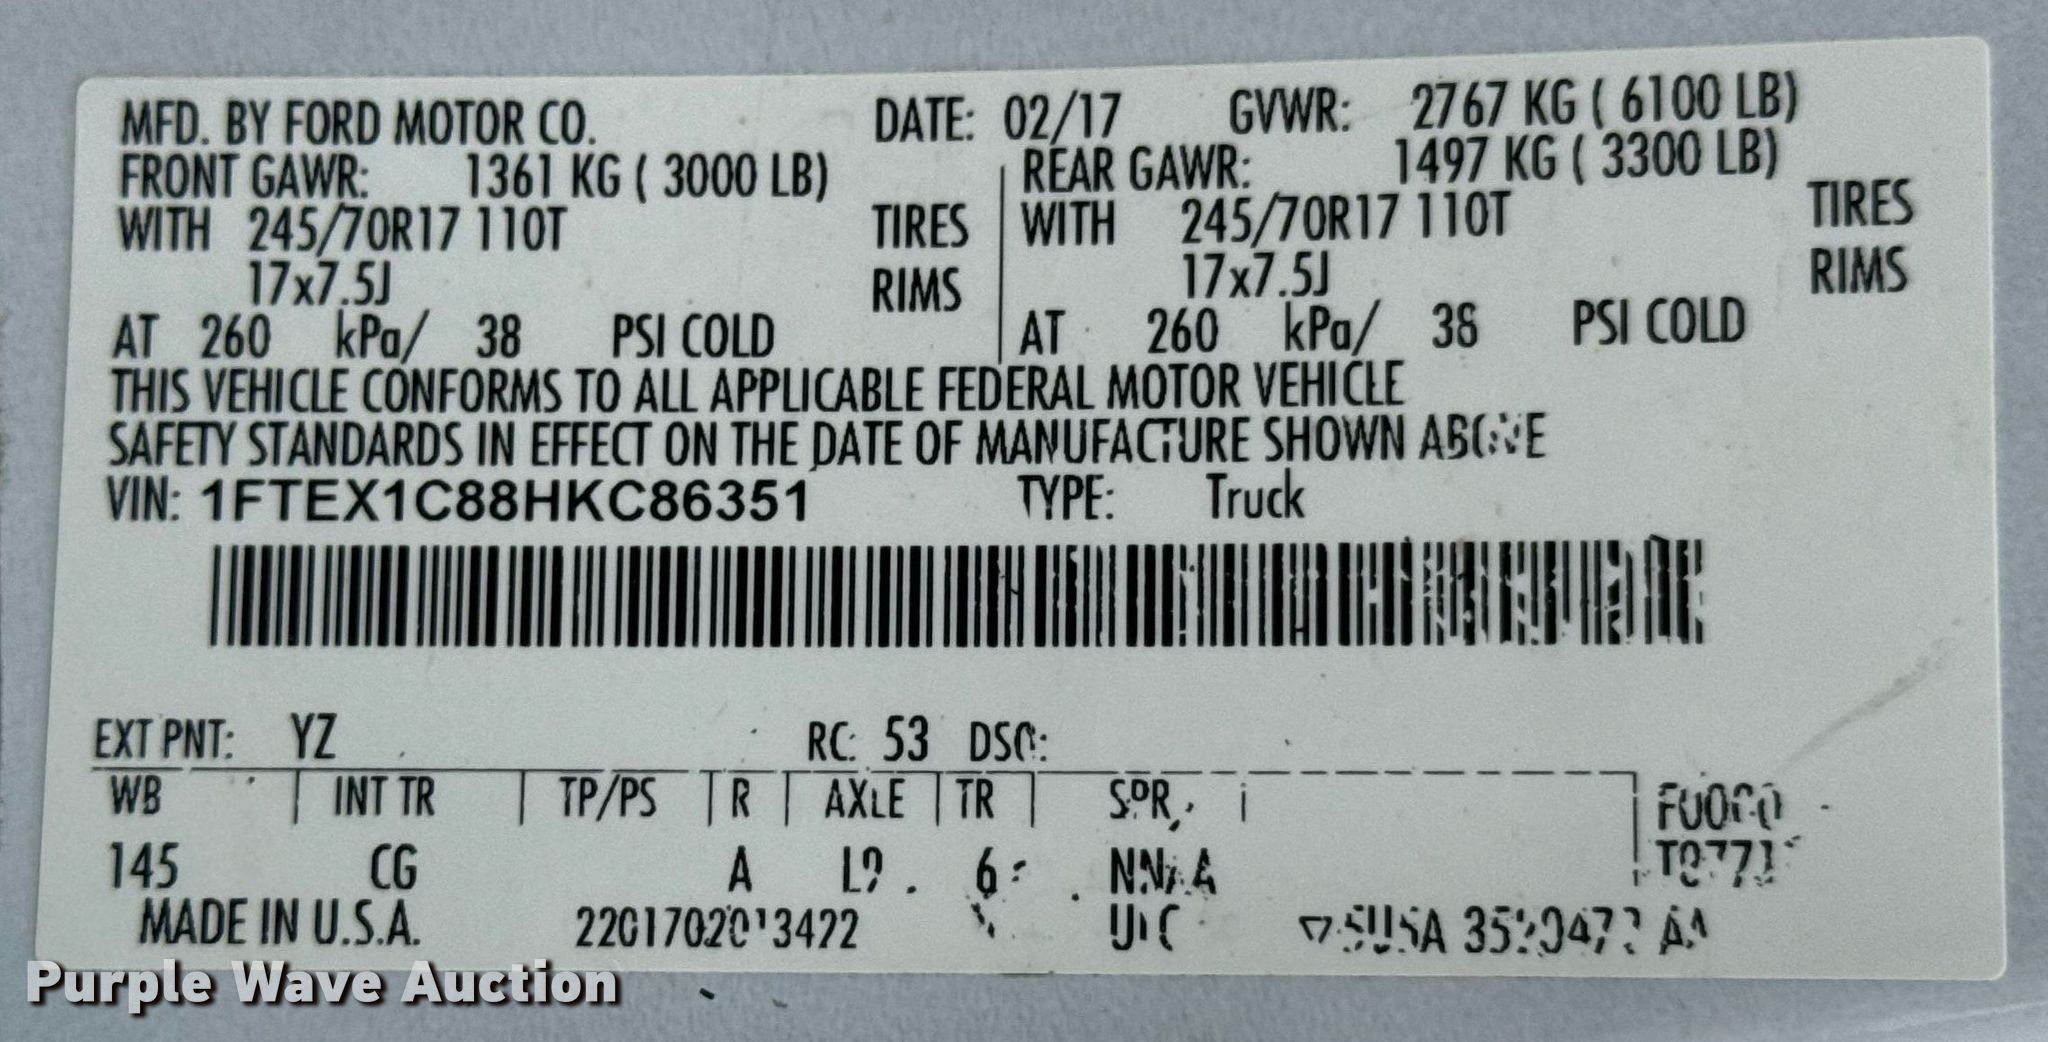 MFD. BY FORD MOTOR CO. DATE: 02/17 GVWR: 2767 KG ( 6100 LB)
FRONT GAWR: 1361 KG ( 3000 LB) REAR GAWR: 1497 KG ( 3300 LB)
WITH 245/70R17 110T TIRES WITH 245/70R17 110T TIRES
17x7.5J RIMS 17x7.5J RIMS
AT 260 kPa/ 38 PSI COLD AT 260 kPa/ 38 PSI COLD
THIS VEHICLE CONFORMS TO ALL APPLICABLE FEDERAL MOTOR VEHICLE
SAFETY STANDARDS IN EFFECT ON THE DATE OF MANUFACTURE SHOWN ABOVE
VIN: 1FTEX1C88HKC86351 TYPE: Truck
EXT PNT: YZ RC: 53 DSO:
WB INT TR TP/PS R AXLE TR SPR
145 CG A 6
MADE IN U.S.A.
Purple Wave Auction